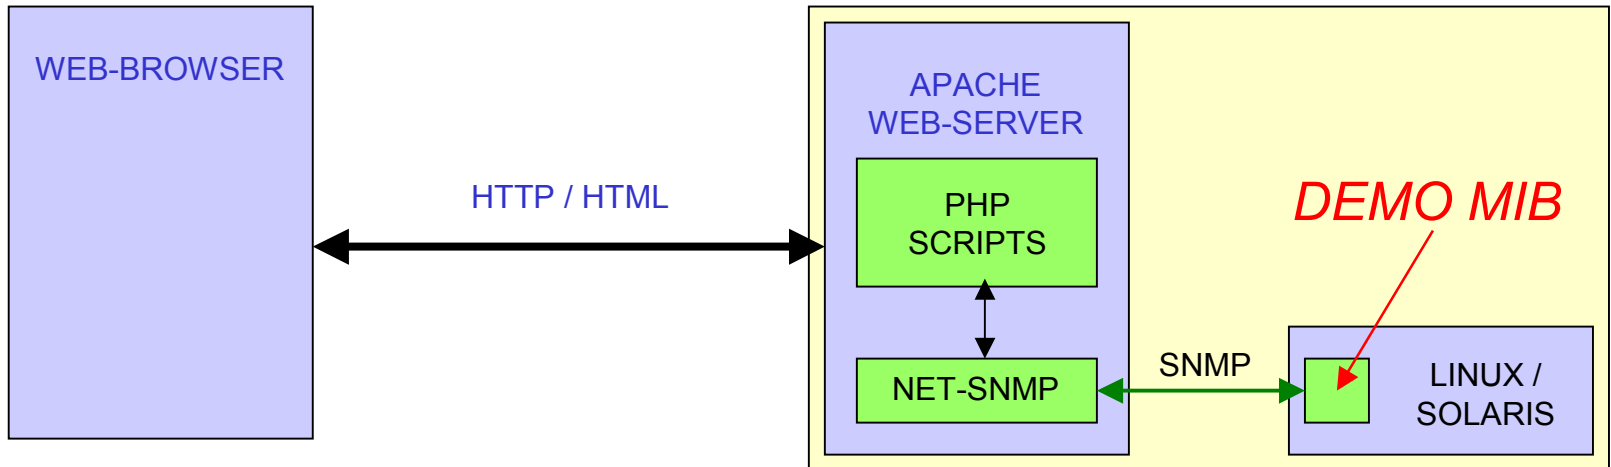 WEB-BROWSER
HTTP / HTML
APACHE
WEB-SERVER
PHP
SCRIPTS
NET-SNMP
SNMP
DEMO MIB
LINUX /
SOLARIS